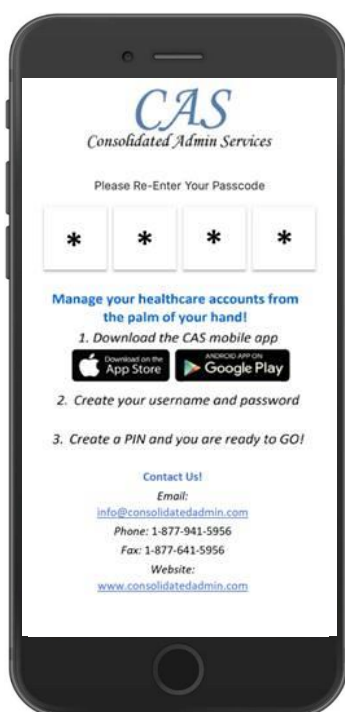 CAS
Consolidated Admin Services
Please Re-Enter Your Passcode
* * * *
Manage your healthcare accounts from
the palm of your hand!
1. Download the CAS mobile app
Download on the
App Store
ANDROID APP ON
Google Play
2. Create your username and password
3. Create a PIN and you are ready to GO!
Contact Us!
Email:
info@consolidatedadmin.com
Phone: 1-877-941-5956
Fax: 1-877-641-5956
Website:
www.consolidatedadmin.com